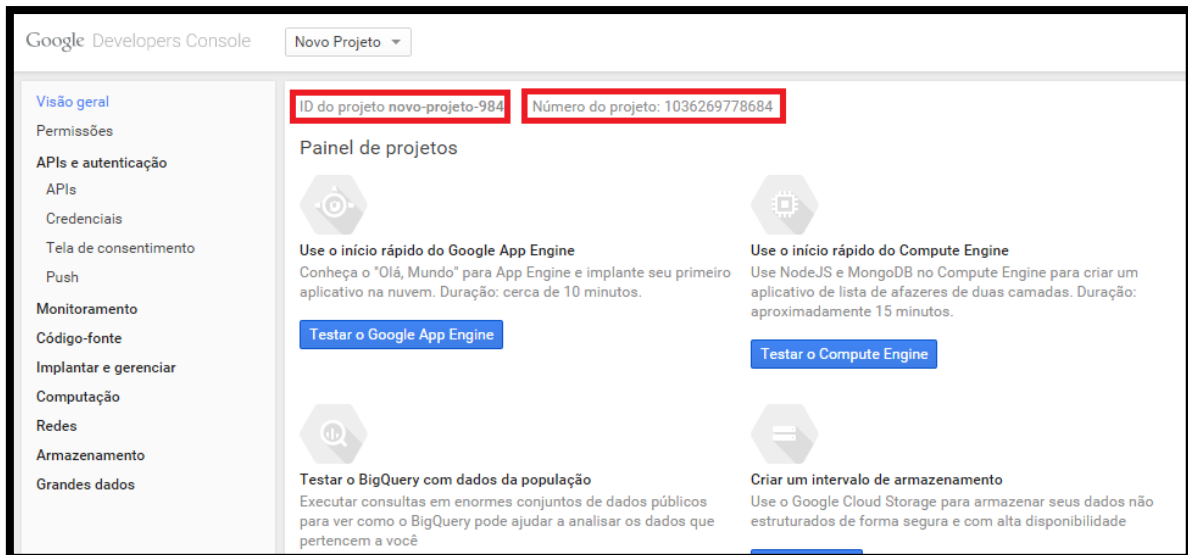 Google Developers Console
Novo Projeto
Visão geral
Permissões
APIs e autenticação
APIs
Credenciais
Tela de consentimento
Push
Monitoramento
Código-fonte
Implantar e gerenciar
Computação
Redes
Armazenamento
Grandes dados
ID do projeto novo-projeto-984
Número do projeto: 1036269778684
Painel de projetos
Use o início rápido do Google App Engine
Conheça o "Olá, Mundo" para App Engine e implante seu primeiro
aplicativo na nuvem. Duração: cerca de 10 minutos.
Testar o Google App Engine
Use o início rápido do Compute Engine
Use NodeJS e MongoDB no Compute Engine para criar um
aplicativo de lista de afazeres de duas camadas. Duração:
aproximadamente 15 minutos.
Testar o Compute Engine
Testar o BigQuery com dados da população
Executar consultas em enormes conjuntos de dados públicos
para ver como o BigQuery pode ajudar a analisar os dados que
pertencem a você
Criar um intervalo de armazenamento
Use o Google Cloud Storage para armazenar seus dados não
estruturados de forma segura e com alta disponibilidade